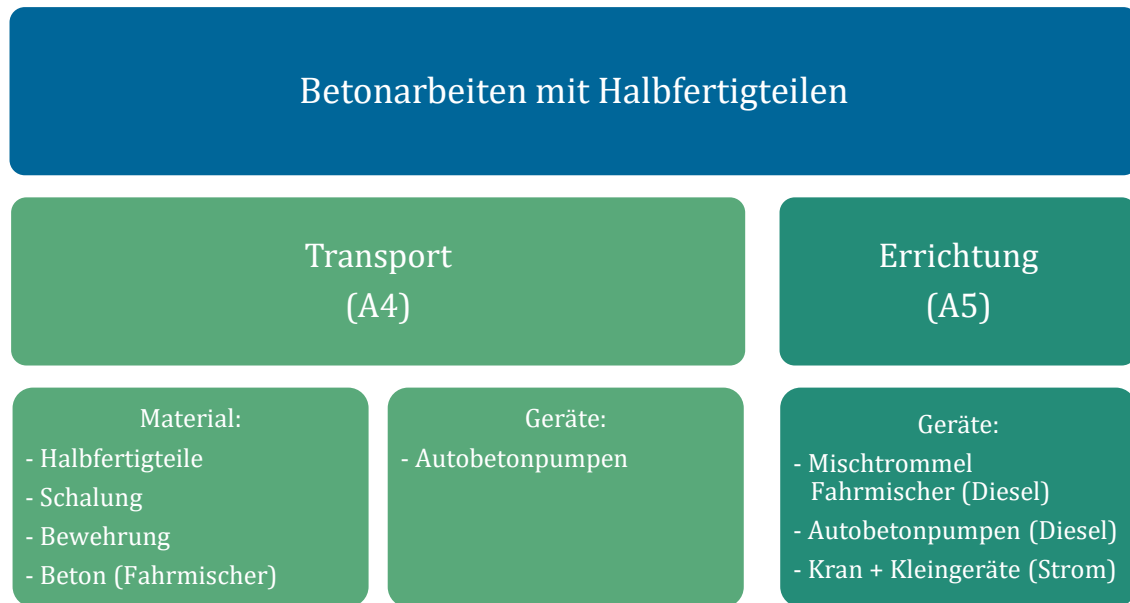 Betonarbeiten mit Halbfertigteilen
Transport
(A4)
Errichtung
(A5)
Material:
- Halbfertigteile
- Schalung
- Bewehrung
- Beton (Fahrmischer)
Geräte:
- Autobetonpumpen
Geräte:
- Mischtrommel
Fahrmischer (Diesel)
- Autobetonpumpen (Diesel)
- Kran + Kleingeräte (Strom)